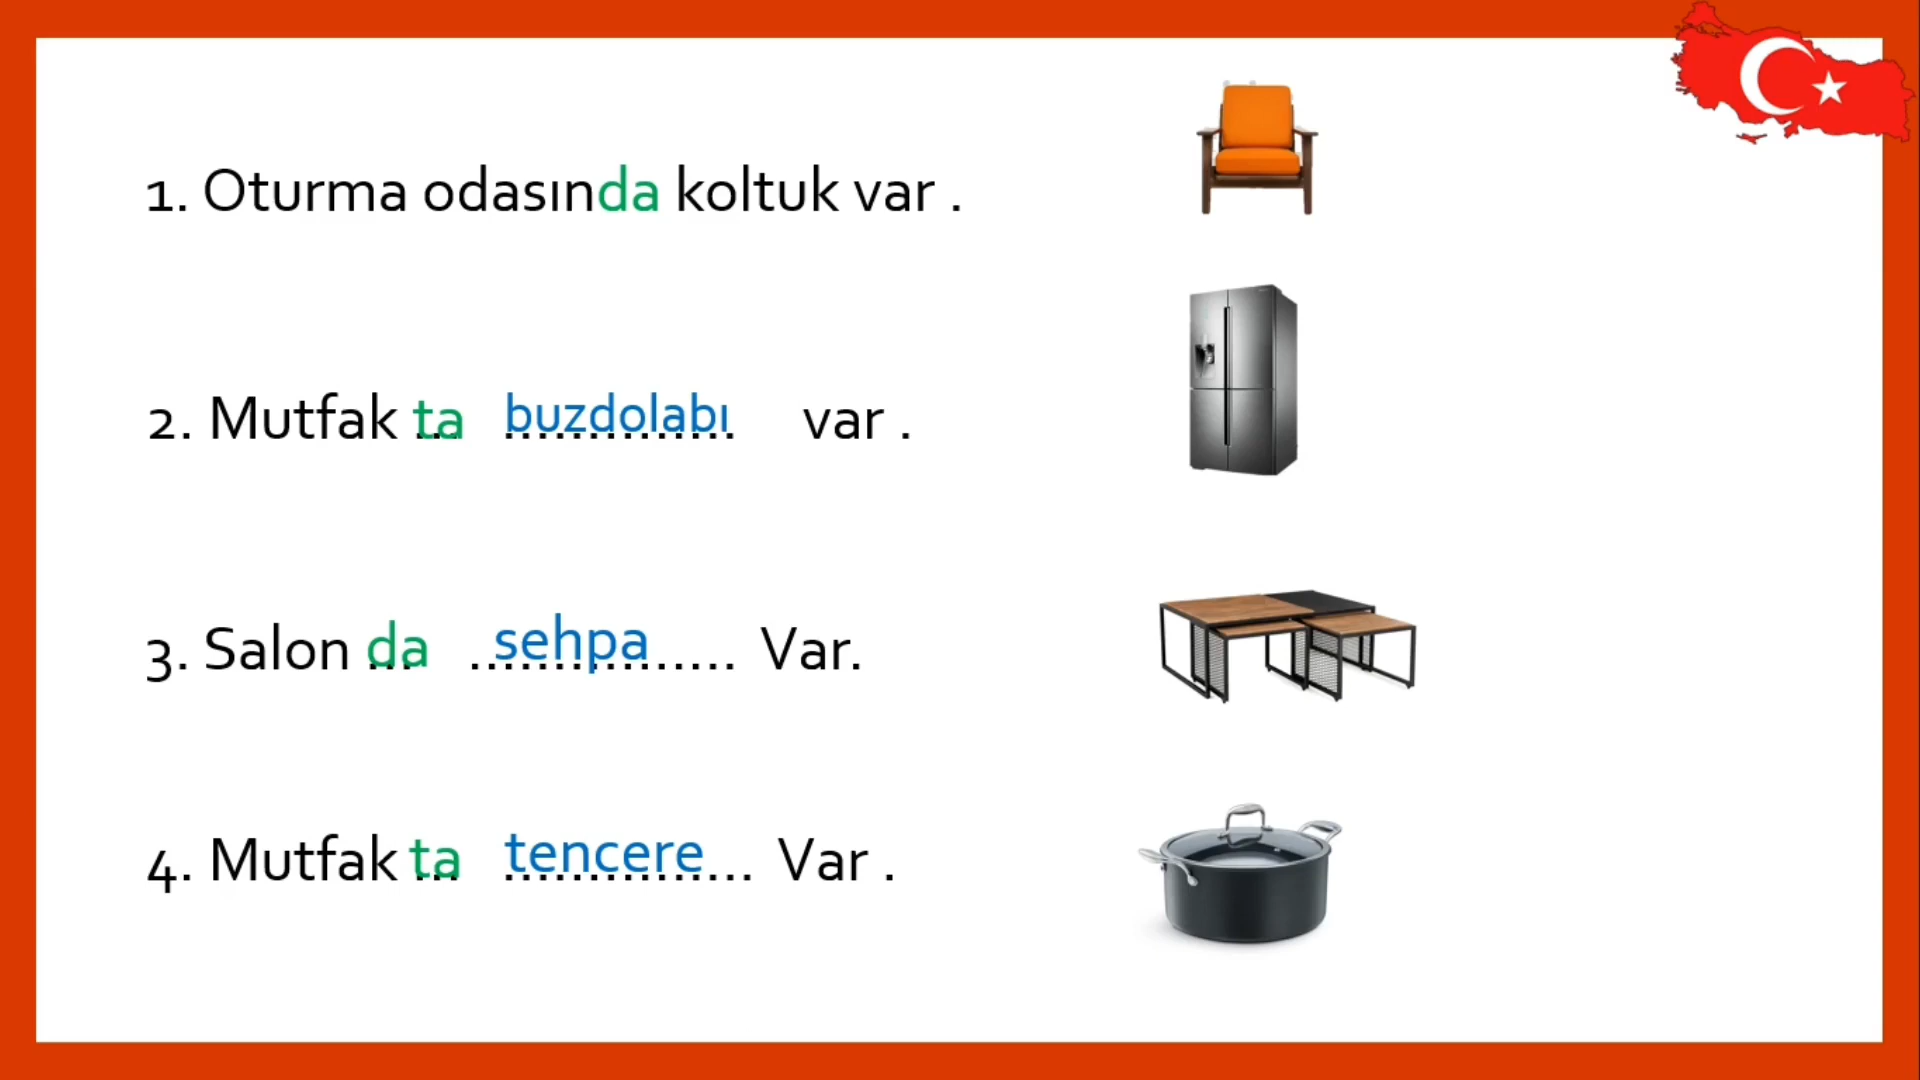 1. Oturma odasında koltuk var .
2. Mutfak ta buzdolabı var .
3. Salon da sehpa Var.
4. Mutfak ta tencere Var .